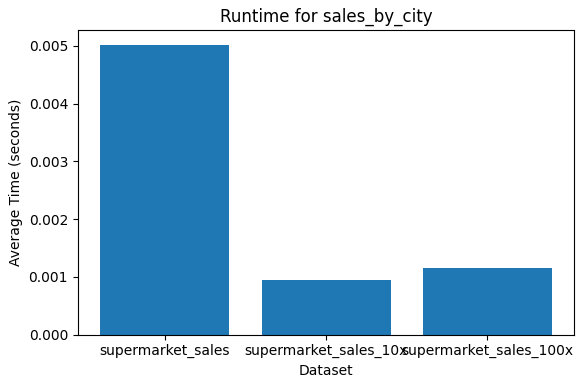 Runtime for sales_by_city
Average Time (seconds)
0.005
0.004
0.003
0.002
0.001
0.000
supermarket_sales
supermarket_sales_10x
supermarket_sales_100x
Dataset